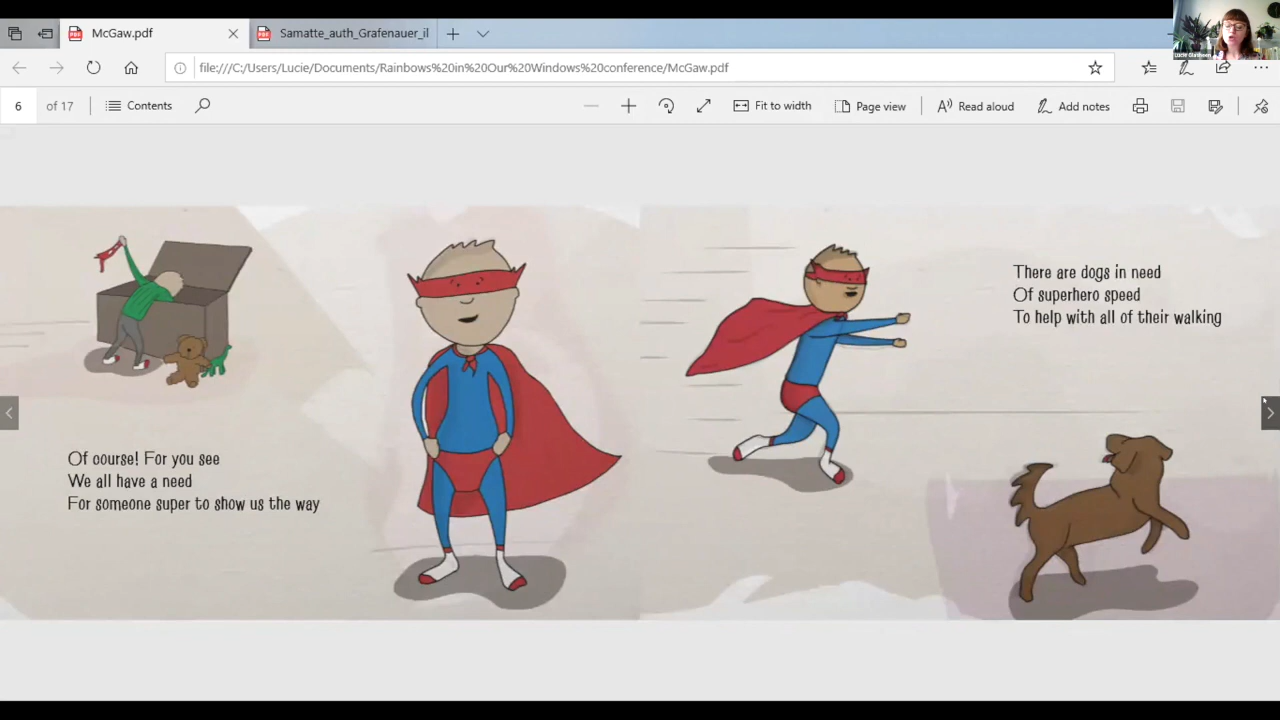 McGaw.pdf
Samatte_auth_Grafenauer_il
file:///C:/Users/Lucie/Documents/Rainbows%20in%20Our%20Windows%20conference/McGaw.pdf
6 of 17
Contents
Fit to width
Page view
Read aloud
Add notes
Of course! For you see
We all have a need
For someone super to show us the way
There are dogs in need
Of superhero speed
To help with all of their walking